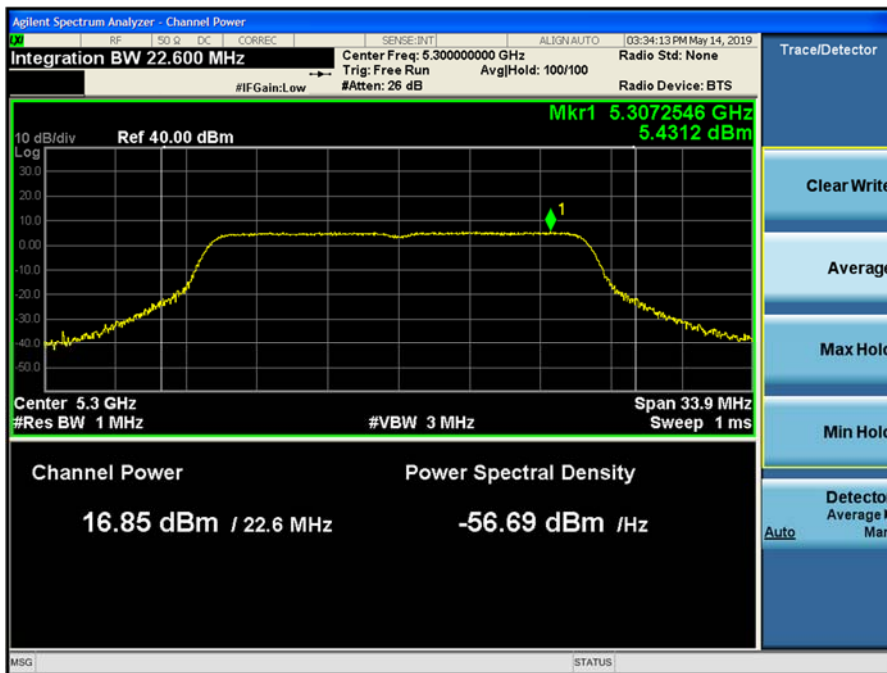 Agilent Spectrum Analyzer - Channel Power
LXI RF 50 Ω DC CORREC SENSE:INT ALIGN AUTO 03:34:13 PM May 14, 2019
Integration BW 22.600 MHz
Center Freq: 5.300000000 GHz
Radio Std: None
Trig: Free Run
Avg|Hold: 100/100
#IFGain:Low
#Atten: 26 dB
Radio Device: BTS
Mkr1 5.3072546 GHz
5.4312 dBm
10 dB/div
Ref 40.00 dBm
Log
30.0
20.0
10.0
0.00
-10.0
-20.0
-30.0
-40.0
-50.0
1
Center 5.3 GHz
Span 33.9 MHz
#Res BW 1 MHz
#VBW 3 MHz
Sweep 1 ms
Channel Power
Power Spectral Density
16.85 dBm / 22.6 MHz
-56.69 dBm /Hz
MSG
STATUS
Trace/Detector
Clear Write
Average
Max Hold
Min Hold
Detector
Average
Auto Man